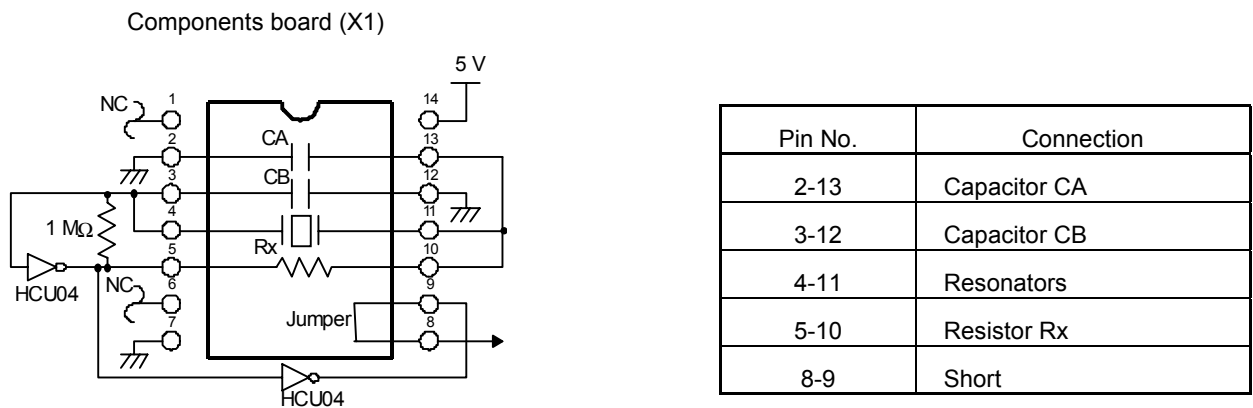 Components board (X1)
5 V
NC
1
14
2
CA
13
3
CB
12
4
11
1 MΩ
Rx
5
10
HCU04
NC
6
9
7
Jumper
8
HCU04
Pin No. Connection
2-13 Capacitor CA
3-12 Capacitor CB
4-11 Resonators
5-10 Resistor Rx
8-9 Short